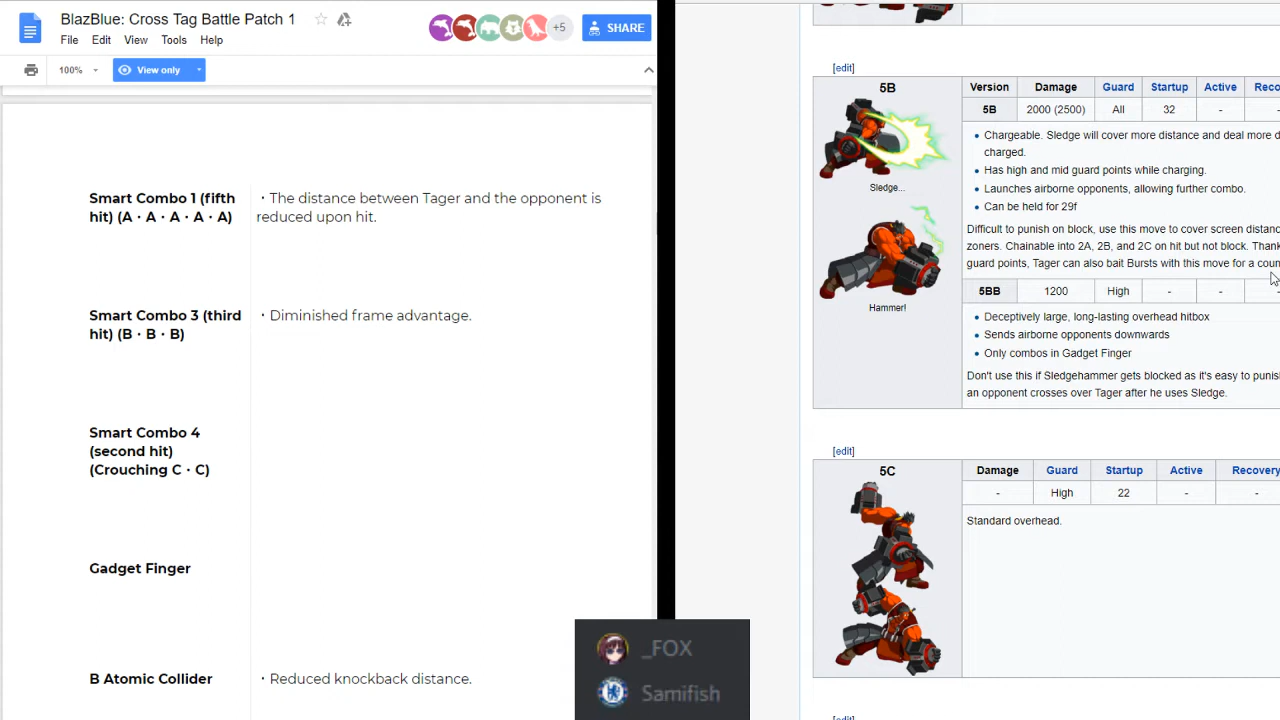 BlazBlue: Cross Tag Battle Patch 1
File Edit View Tools Help
+5
SHARE
100%
View only
Smart Combo 1 (fifth
hit) (A・A・A・A・A)
・The distance between Tager and the opponent is
reduced upon hit.
Smart Combo 3 (third
hit) (B・B・B)
・Diminished frame advantage.
Smart Combo 4
(second hit)
(Crouching C・C)
Gadget Finger
B Atomic Collider
・Reduced knockback distance.
_FOX
Samifish
[edit]
5B
Sledge...
Hammer!
Version Damage Guard Startup Active Reco
5B 2000 (2500) All 32 - -
• Chargeable. Sledge will cover more distance and deal more d
charged.
• Has high and mid guard points while charging.
• Launches airborne opponents, allowing further combo.
• Can be held for 29f
Difficult to punish on block, use this move to cover screen distanc
zoners. Chainable into 2A, 2B, and 2C on hit but not block. Thank
guard points, Tager can also bait Bursts with this move for a coun
5BB 1200 High - - -
• Deceptively large, long-lasting overhead hitbox
• Sends airborne opponents downwards
• Only combos in Gadget Finger
Don't use this if Sledgehammer gets blocked as it's easy to punis
an opponent crosses over Tager after he uses Sledge.
[edit]
5C
Damage Guard Startup Active Recovery
- High 22 - -
Standard overhead.
[edit]